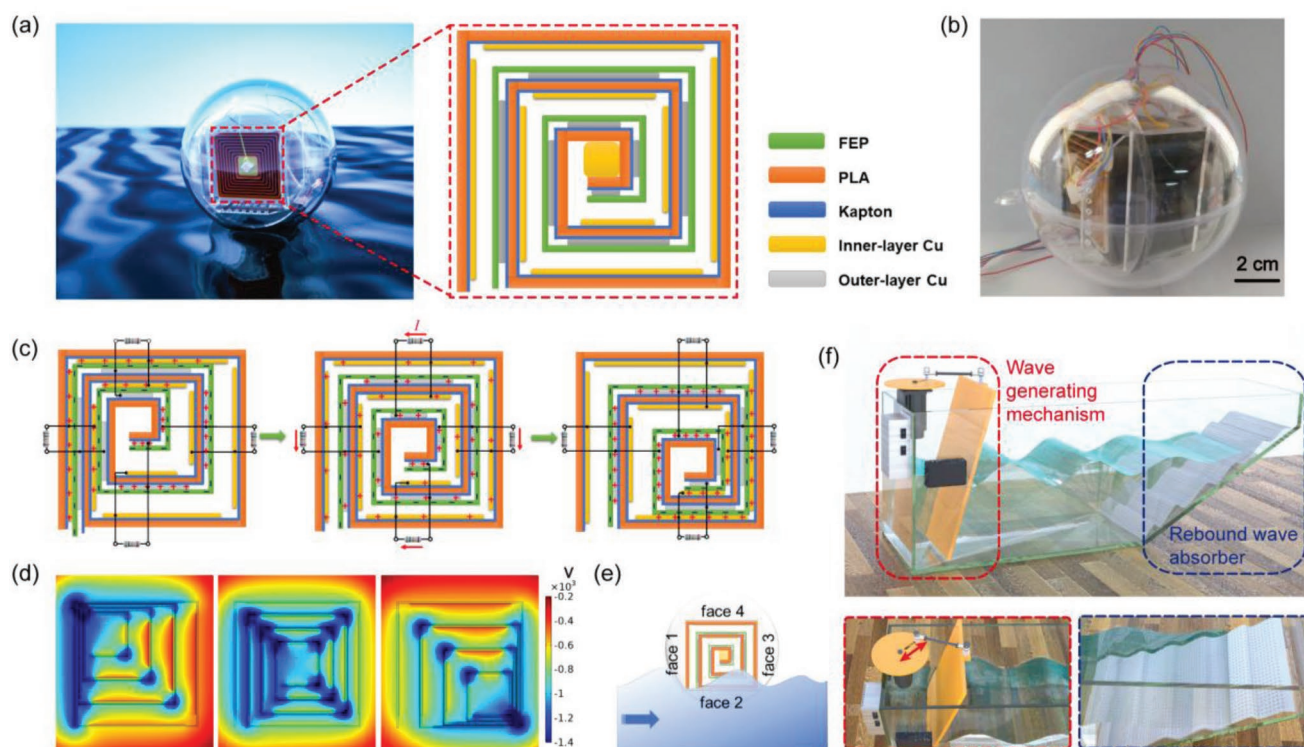 (a)
(b)
FEP
PLA
Kapton
Inner-layer Cu
Outer-layer Cu
2 cm
(c)
I
(f)
Wave
generating
mechanism
Rebound wave
absorber
(d)
V
×10³
-0.2
-0.4
-0.6
-0.8
-1
-1.2
-1.4
(e)
face 4
face 1
face 3
face 2